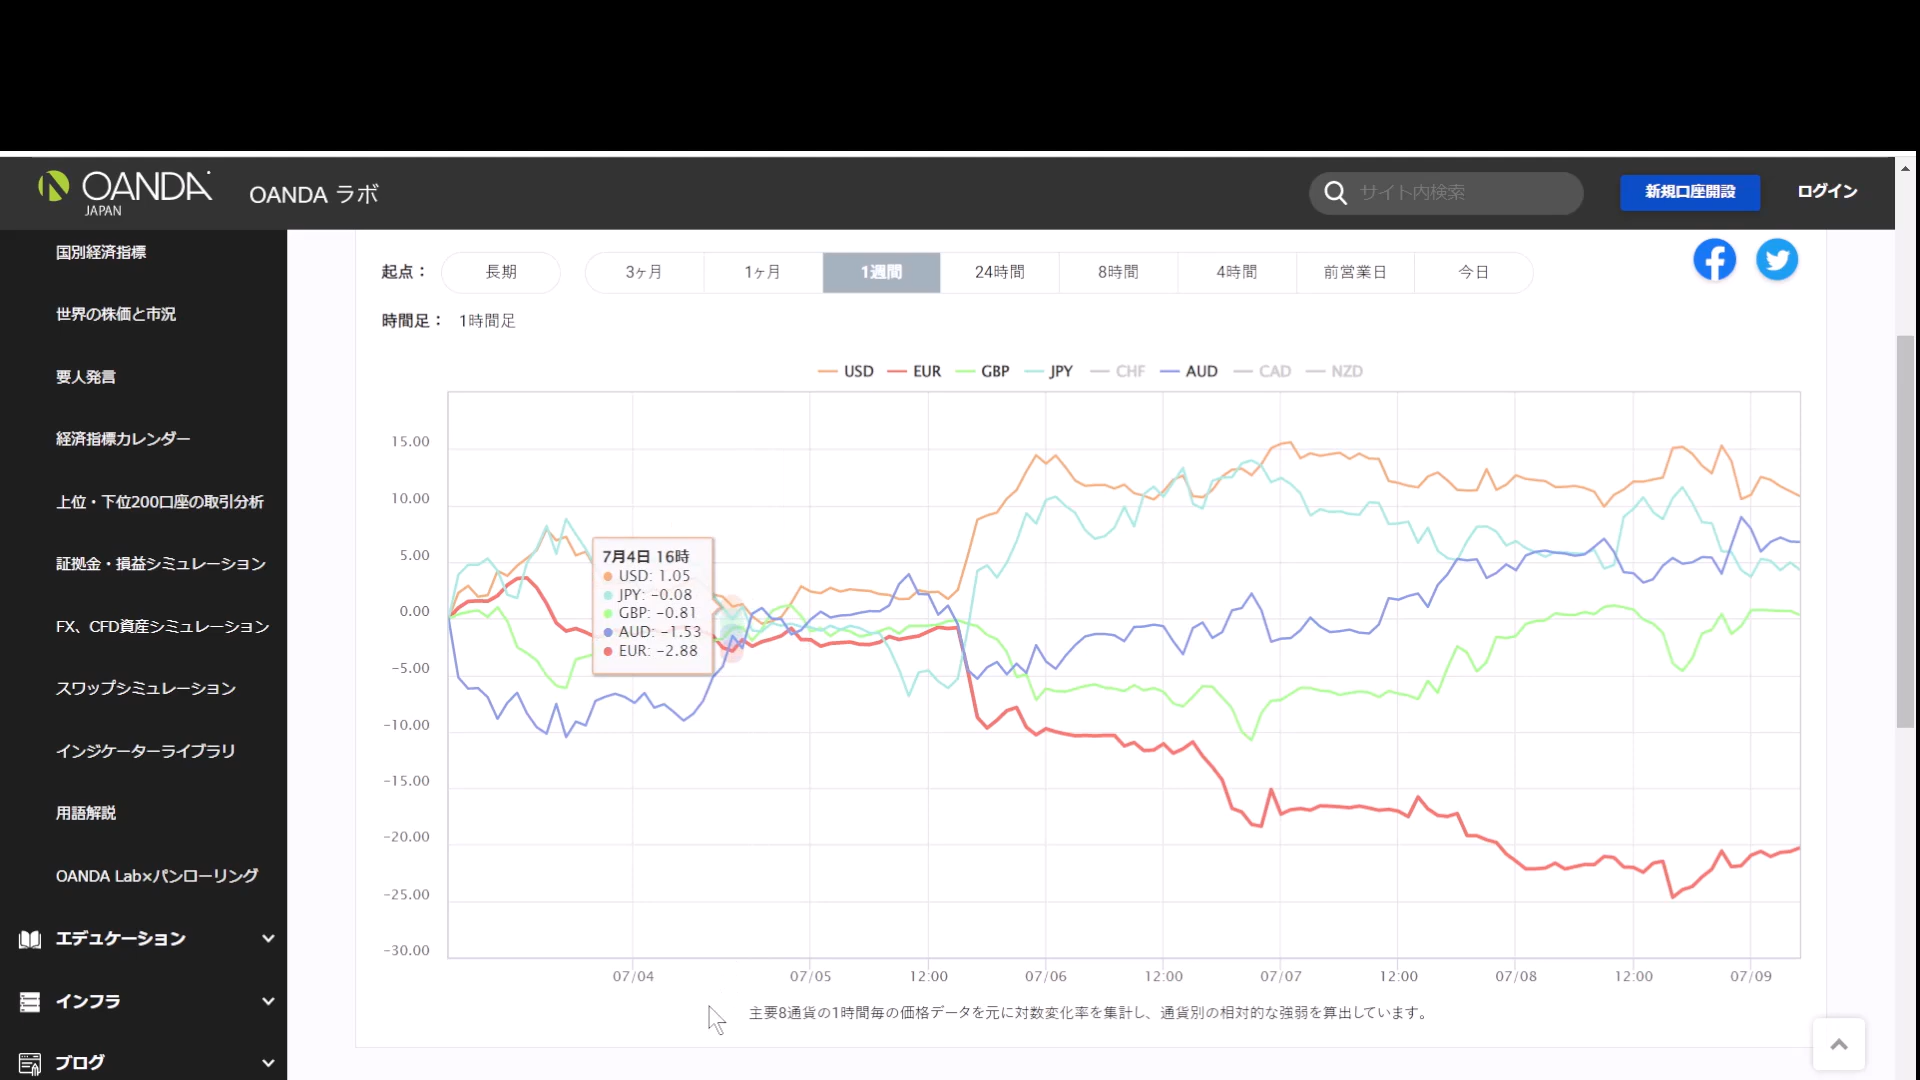 OANDA JAPAN
OANDA ラボ
サイト内検索
新規口座開設
ログイン
国別経済指標
世界の株価と市況
要人発言
経済指標カレンダー
上位・下位200口座の取引分析
証拠金・損益シミュレーション
FX、CFD資産シミュレーション
スワップシミュレーション
インジケーターライブラリ
用語解説
OANDA Lab×パンローリング
エデュケーション
インフラ
ブログ
起点： 長期 3ヶ月 1ヶ月 1週間 24時間 8時間 4時間 前営業日 今日
時間足： 1時間足
USD EUR GBP JPY CHF AUD CAD NZD
15.00
10.00
5.00
0.00
-5.00
-10.00
-15.00
-20.00
-25.00
-30.00
7月4日 16時
USD: 1.05
JPY: -0.08
GBP: -0.81
AUD: -1.53
EUR: -2.88
07/04 07/05 12:00 07/06 12:00 07/07 12:00 07/08 12:00 07/09
主要8通貨の1時間毎の価格データを元に対数変化率を集計し、通貨別の相対的な強弱を算出しています。